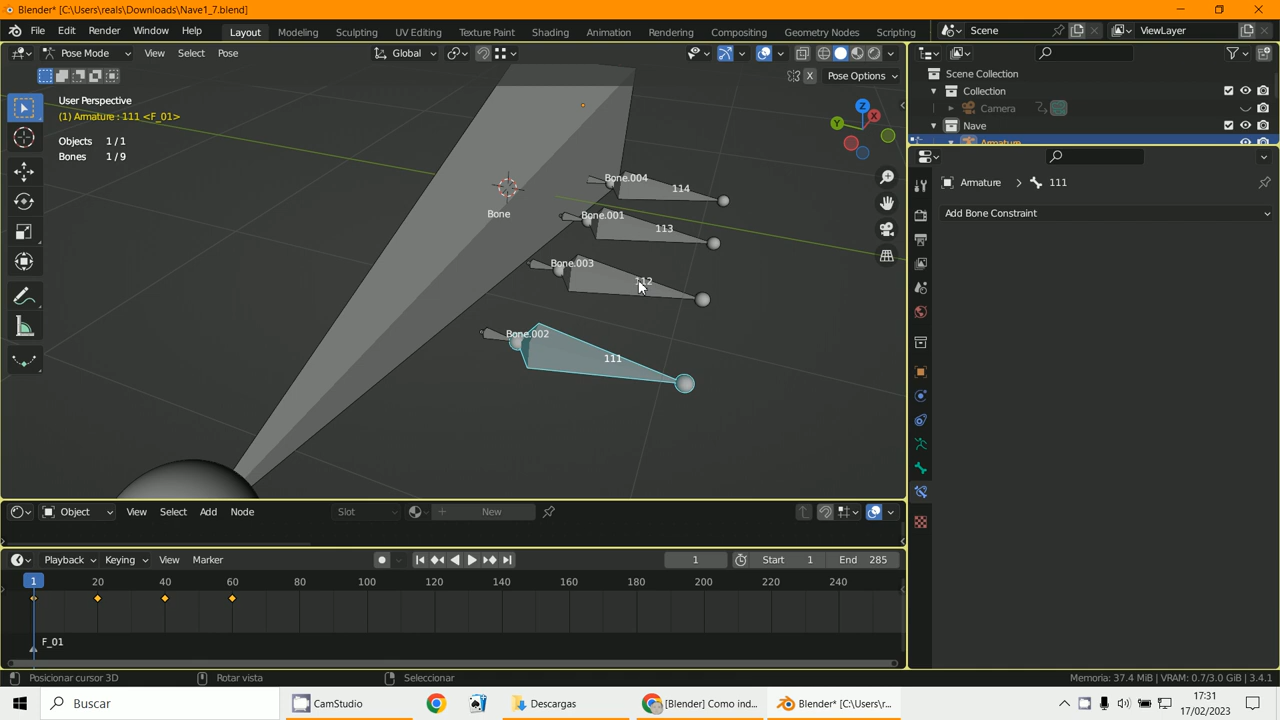 Blender* [C:\Users\reals\Downloads\Nave1_7.blend]
File Edit Render Window Help
Layout Modeling Sculpting UV Editing Texture Paint Shading Animation Rendering Compositing Geometry Nodes Scripting
Scene ViewLayer
Pose Mode View Select Pose Global
X Pose Options
User Perspective
(1) Armature : 111 <F_01>
Objects 1/1
Bones 1/9
Z
Y
X
Bone.004
114
Bone
Bone.001
113
Bone.003
112
Bone.002
111
Scene Collection
Collection
Camera
Nave
Armature
Armature > 111
Add Bone Constraint
Object View Select Add Node Slot New
Playback Keying View Marker 1 Start 1 End 285
1 20 40 60 80 100 120 140 160 180 200 220 240
F_01
Posicionar cursor 3D Rotar vista Seleccionar Memoria: 37.4 MiB | VRAM: 0.7/3.0 GiB | 3.4.1
Buscar CamStudio Descargas [Blender] Como ind... Blender* [C:\Users\r... 17:31
17/02/2023